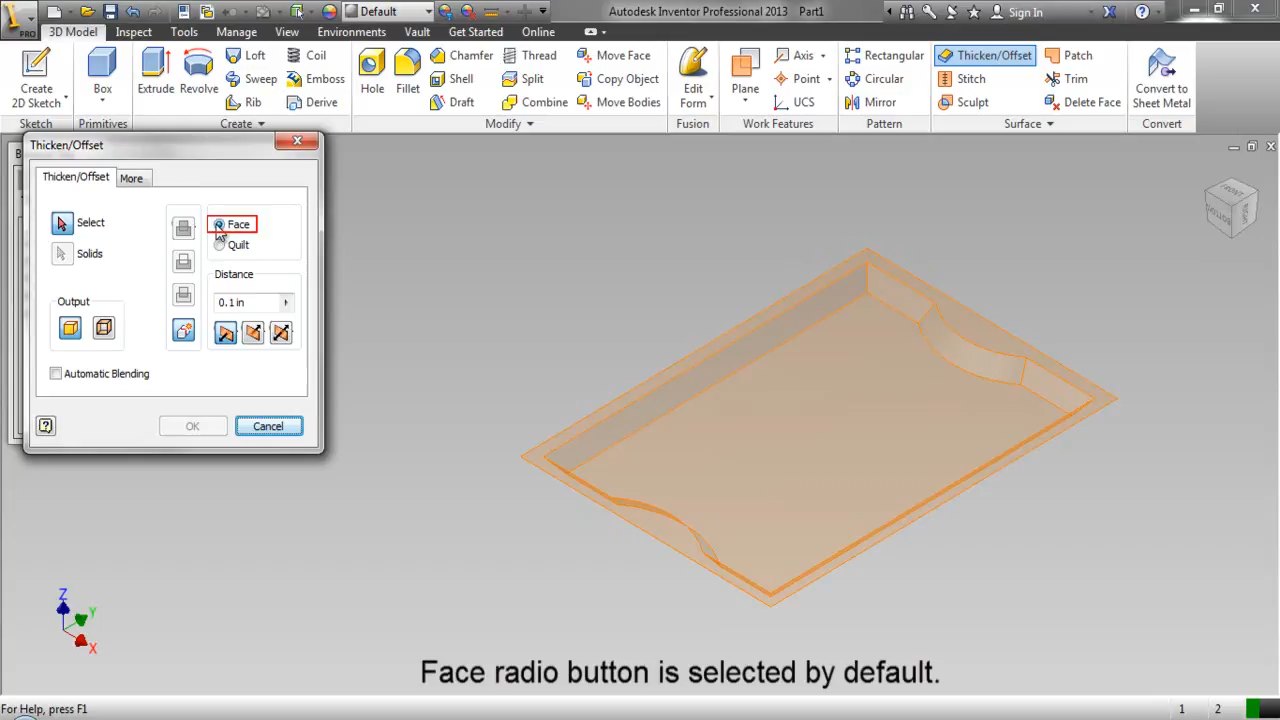 PRO
Default
Autodesk Inventor Professional 2013 Part1
Sign In
3D Model Inspect Tools Manage View Environments Vault Get Started Online
Create 2D Sketch
Box
Extrude
Revolve
Loft
Sweep
Rib
Coil
Emboss
Derive
Hole
Fillet
Chamfer
Shell
Draft
Thread
Split
Combine
Move Face
Copy Object
Move Bodies
Edit Form
Plane
Axis
Point
UCS
Rectangular
Circular
Mirror
Thicken/Offset
Stitch
Sculpt
Patch
Trim
Delete Face
Convert to Sheet Metal
Sketch Primitives Create Modify Fusion Work Features Pattern Surface Convert
Thicken/Offset
Thicken/Offset More
Select
Solids
Face
Quilt
Distance
0.1 in
Output
Automatic Blending
OK Cancel
FRONT
BOTTOM
Z
Y
X
Face radio button is selected by default.
For Help, press F1
1 2